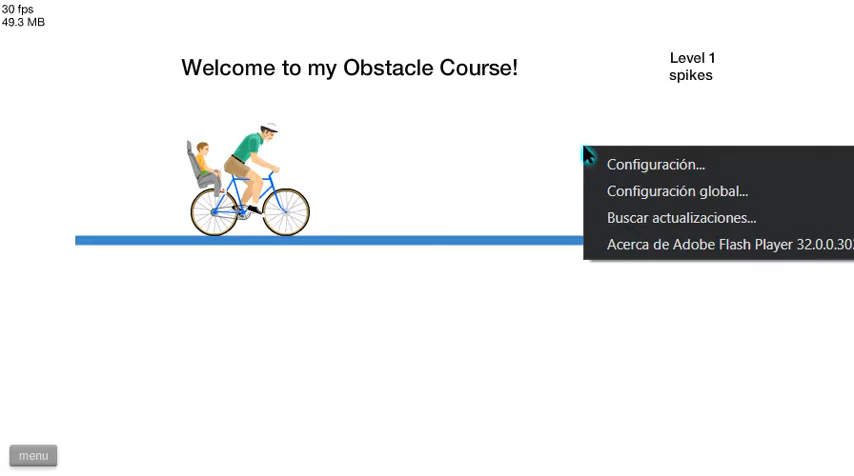 30 fps
49.3 MB
Welcome to my Obstacle Course!
Level 1
spikes
Configuración...
Configuración global...
Buscar actualizaciones...
Acerca de Adobe Flash Player 32.0.0.303
menu